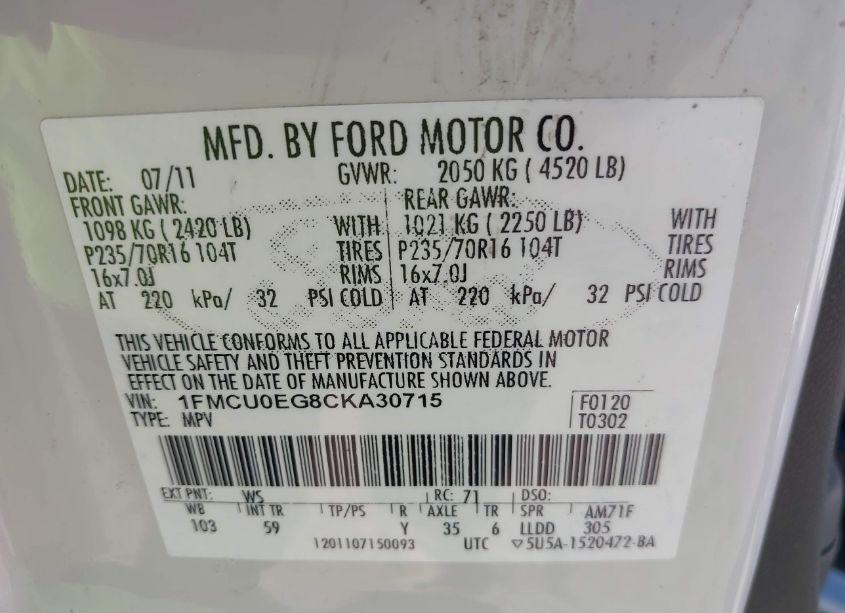 MFD. BY FORD MOTOR CO.
DATE: 07/11 GVWR: 2050 KG ( 4520 LB)
FRONT GAWR: REAR GAWR:
1098 KG ( 2420 LB) WITH 1021 KG ( 2250 LB) WITH
P235/70R16 104T TIRES P235/70R16 104T TIRES
16x7.0J RIMS 16x7.0J RIMS
AT 220 kPa/ 32 PSI COLD AT 220 kPa/ 32 PSI COLD
THIS VEHICLE CONFORMS TO ALL APPLICABLE FEDERAL MOTOR
VEHICLE SAFETY AND THEFT PREVENTION STANDARDS IN
EFFECT ON THE DATE OF MANUFACTURE SHOWN ABOVE.
VIN: 1FMCU0EG8CKA30715 F0120
TYPE: MPV T0302
EXT PNT: WS RC: 71 DSO:
WB INT TR TP/PS R AXLE TR SPR AM71F
103 59 Y 35 6 LLDD 305
1201107150093 UTC ▽5U5A-1520472-BA